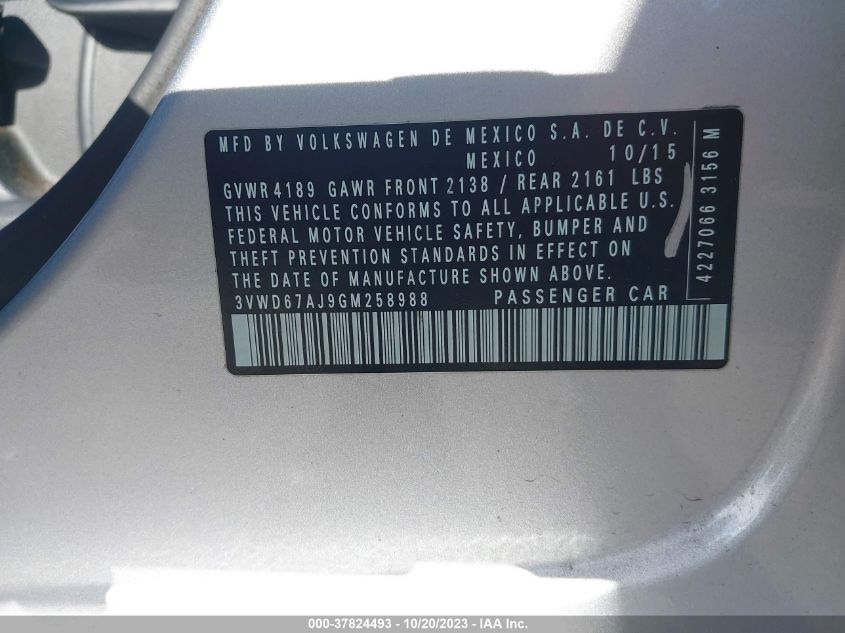 MFD BY VOLKSWAGEN DE MEXICO S.A. DE C.V.
MEXICO 10/15
GVWR 4189 GAWR FRONT 2138 / REAR 2161 LBS
THIS VEHICLE CONFORMS TO ALL APPLICABLE U.S.
FEDERAL MOTOR VEHICLE SAFETY, BUMPER AND
THEFT PREVENTION STANDARDS IN EFFECT ON
THE DATE OF MANUFACTURE SHOWN ABOVE.
3VWD67AJ9GM258988 PASSENGER CAR
4227066 3156 M
000-37824493 - 10/20/2023 - IAA Inc.